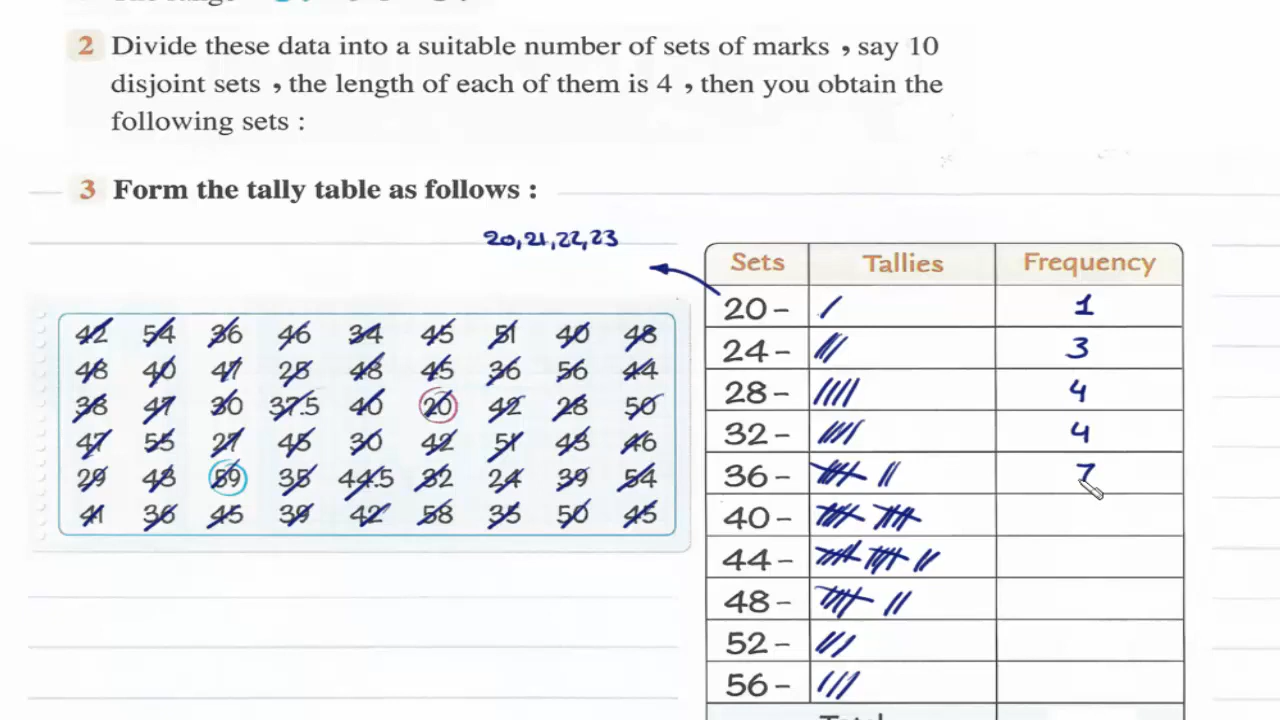 2 Divide these data into a suitable number of sets of marks , say 10
disjoint sets , the length of each of them is 4 , then you obtain the
following sets :
3 Form the tally table as follows :
20,21,22,23
42 54 36 46 34 45 51 40 48
48 40 47 25 48 45 36 56 44
38 47 30 37.5 40 20 42 28 50
47 55 27 45 30 42 51 43 46
29 43 59 35 44.5 32 24 39 54
41 36 45 39 42 58 35 50 45
Sets Tallies Frequency
20 - 1
24 - 3
28 - 4
32 - 4
36 - 7
40 -
44 -
48 -
52 -
56 -
Total